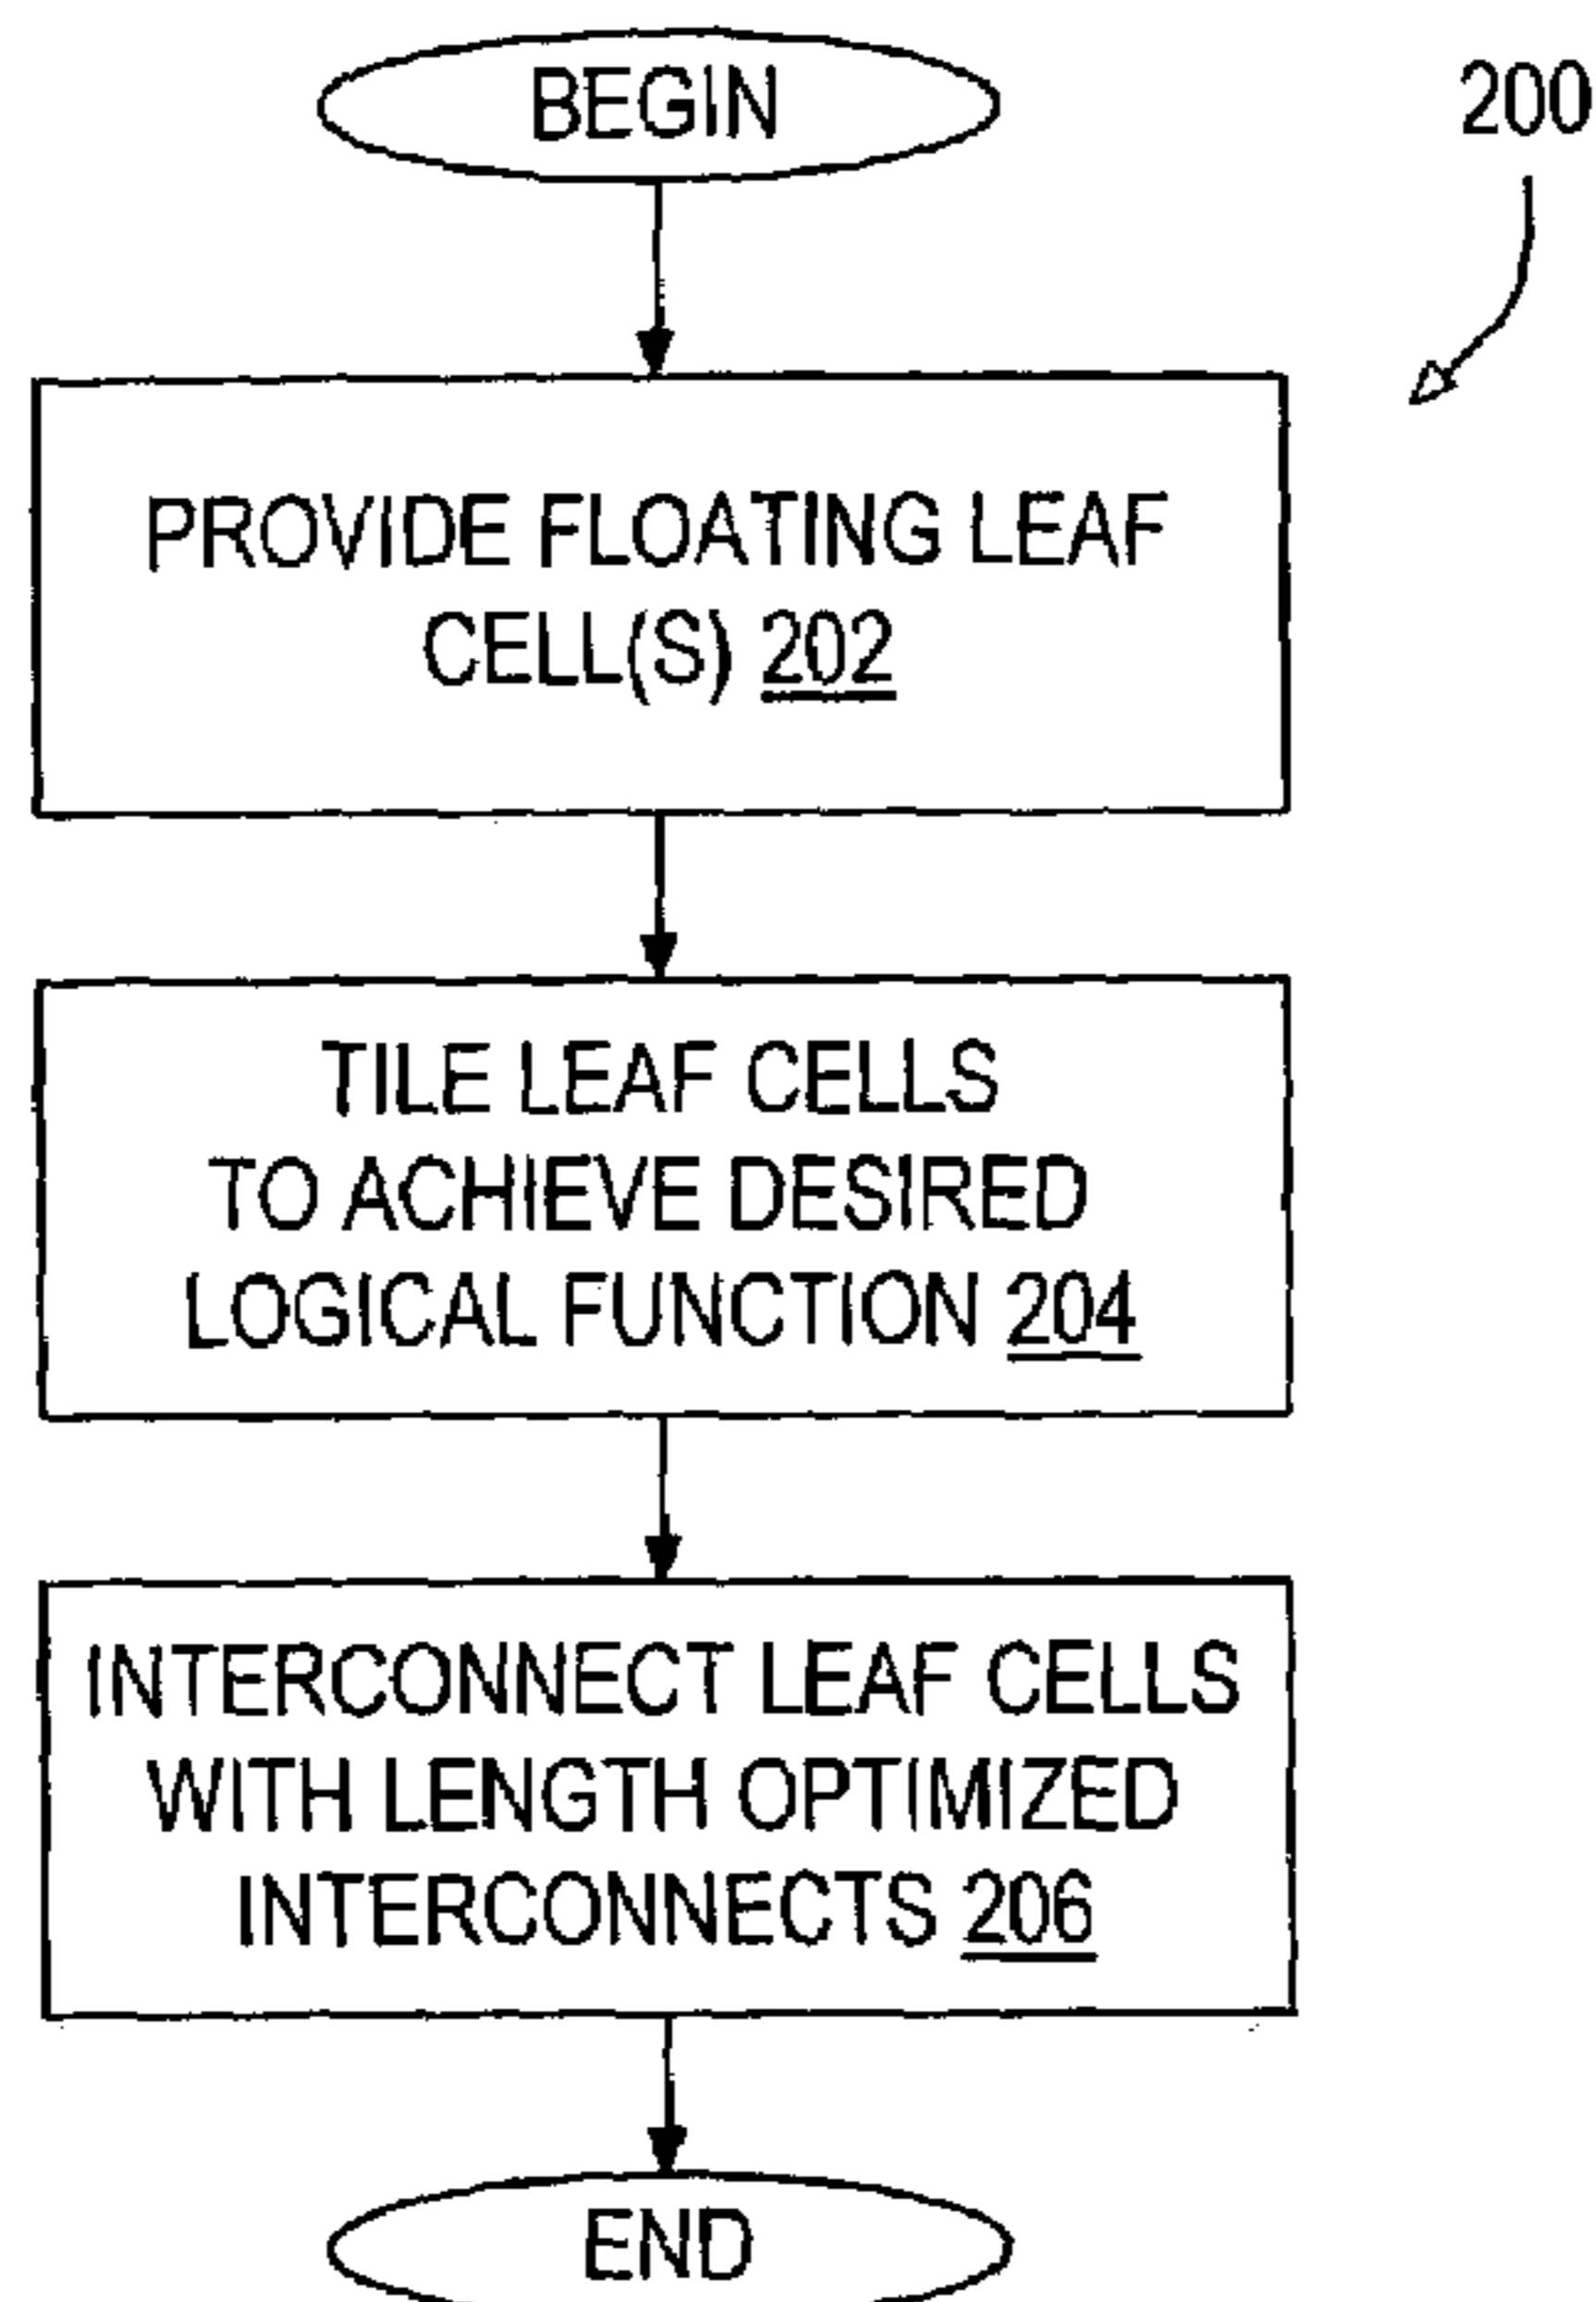 BEGIN
200
PROVIDE FLOATING LEAF
CELL(S) 202
TILE LEAF CELLS
TO ACHIEVE DESIRED
LOGICAL FUNCTION 204
INTERCONNECT LEAF CELLS
WITH LENGTH OPTIMIZED
INTERCONNECTS 206
END